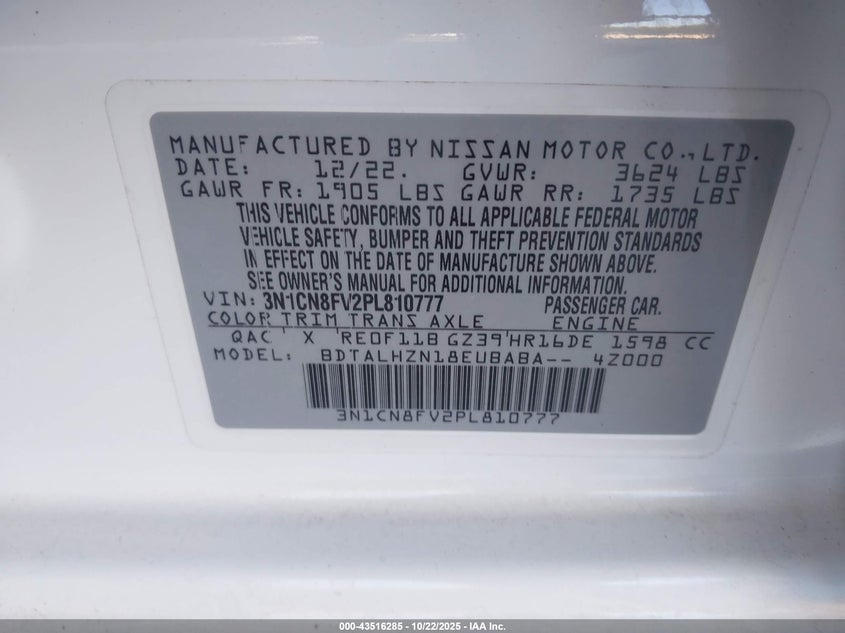 MANUFACTURED BY NISSAN MOTOR CO., LTD.
DATE: 12/22. GVWR: 3624 LBS
GAWR FR: 1905 LBS GAWR RR: 1735 LBS
THIS VEHICLE CONFORMS TO ALL APPLICABLE FEDERAL MOTOR
VEHICLE SAFETY, BUMPER AND THEFT PREVENTION STANDARDS
IN EFFECT ON THE DATE OF MANUFACTURE SHOWN ABOVE.
SEE OWNER'S MANUAL FOR ADDITIONAL INFORMATION.
VIN: 3N1CN8FV2PL810777 PASSENGER CAR.
COLOR TRIM TRANS AXLE ENGINE
QAC X RE0F11B GZ39 HR16DE 1598 CC
MODEL: BDTALHZN18EUBABA-- 4Z000
3N1CN8FV2PL810777
000-43516285 - 10/22/2025 - IAA Inc.